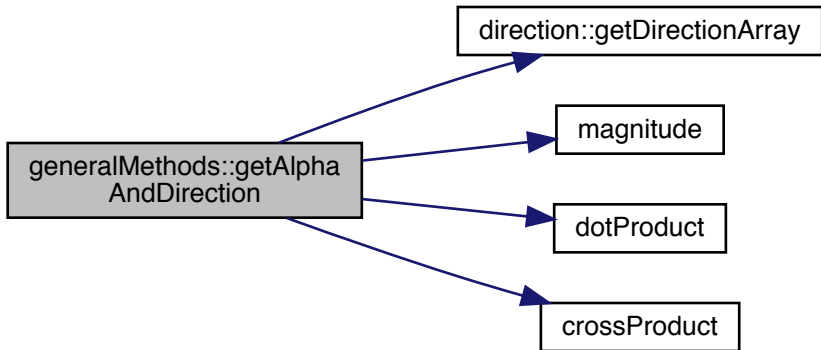 direction::getDirectionArray
magnitude
generalMethods::getAlpha
AndDirection
dotProduct
crossProduct